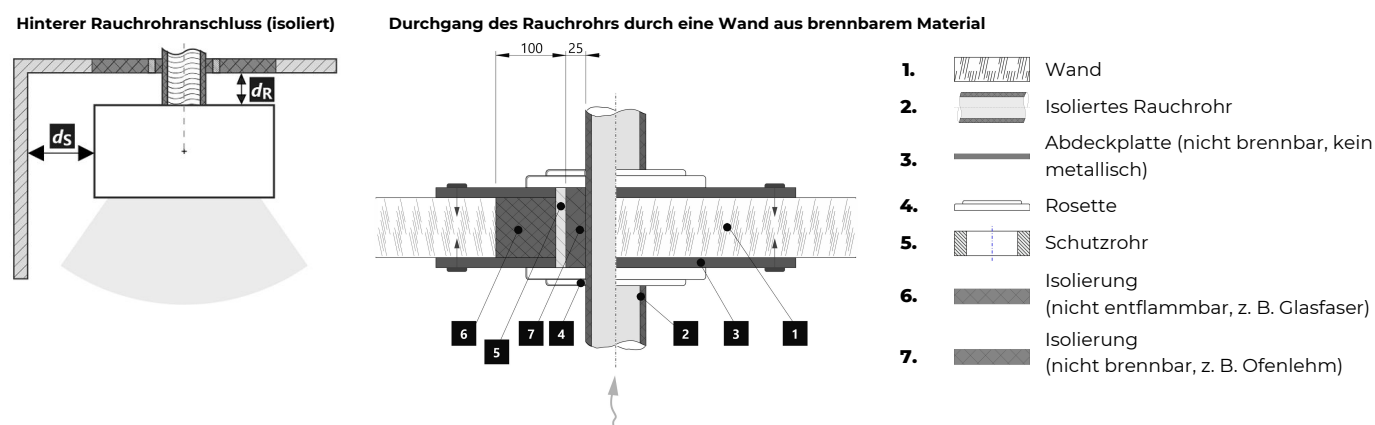 Hinterer Rauchrohranschluss (isoliert)
Durchgang des Rauchrohrs durch eine Wand aus brennbarem Material
dR
dS
100
25
6
5
7
4
2
3
1
1. Wand
2. Isoliertes Rauchrohr
3. Abdeckplatte (nicht brennbar, kein
metallisch)
4. Rosette
5. Schutzrohr
6. Isolierung
(nicht entflammbar, z. B. Glasfaser)
7. Isolierung
(nicht brennbar, z. B. Ofenlehm)